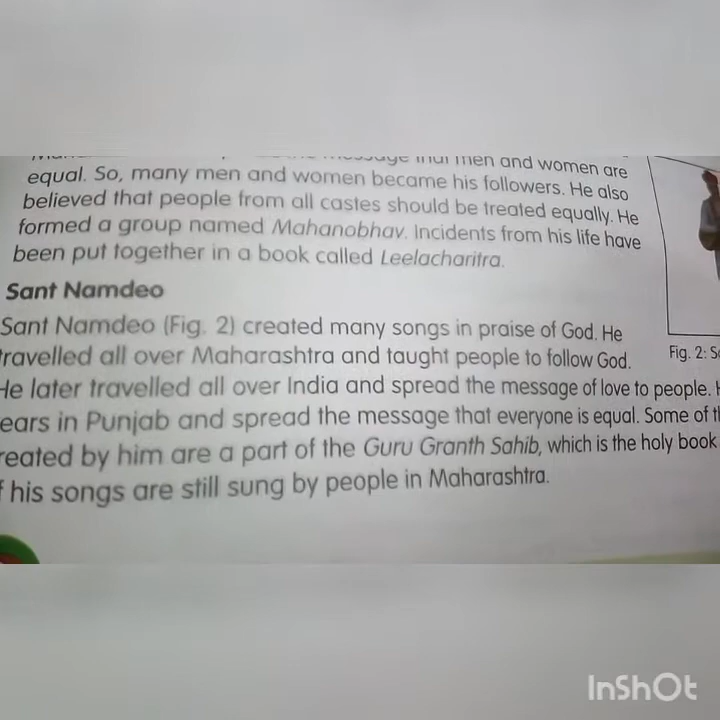 men and women are
equal. So, many men and women became his followers. He also
believed that people from all castes should be treated equally. He
formed a group named Mahanobhav. Incidents from his life have
been put together in a book called Leelacharitra.
Sant Namdeo
Sant Namdeo (Fig. 2) created many songs in praise of God. He
travelled all over Maharashtra and taught people to follow God.
Fig. 2: S
He later travelled all over India and spread the message of love to people. H
ears in Punjab and spread the message that everyone is equal. Some of th
reated by him are a part of the Guru Granth Sahib, which is the holy book
f his songs are still sung by people in Maharashtra.
InShOt